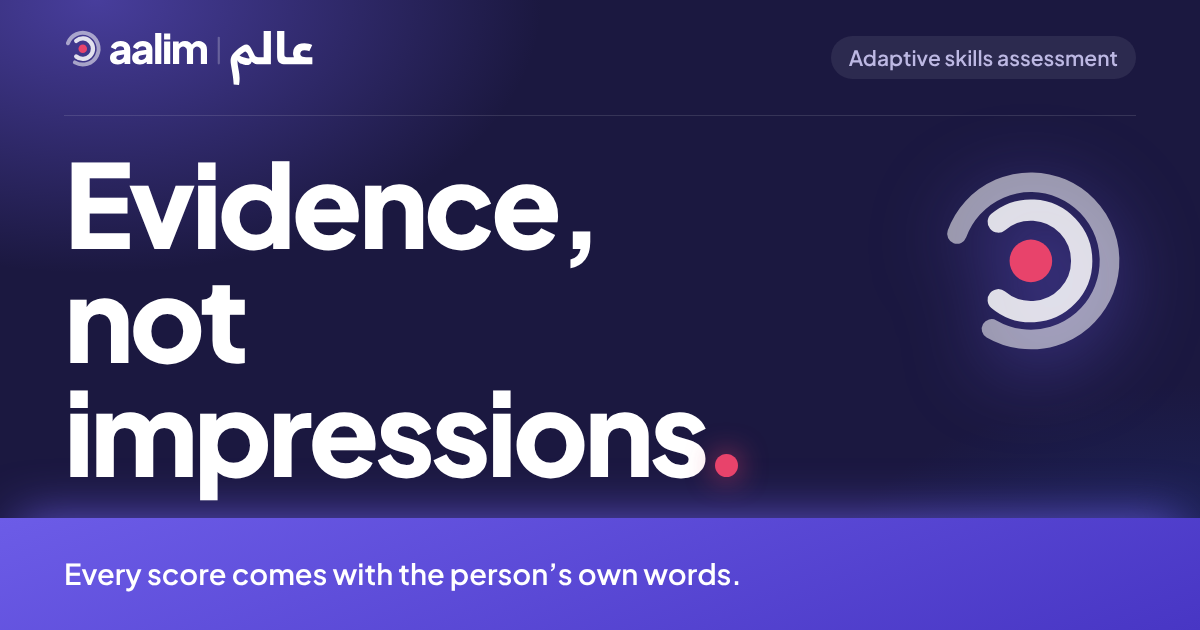 aalim | عالم
Adaptive skills assessment
Evidence,
not
impressions.
Every score comes with the person’s own words.